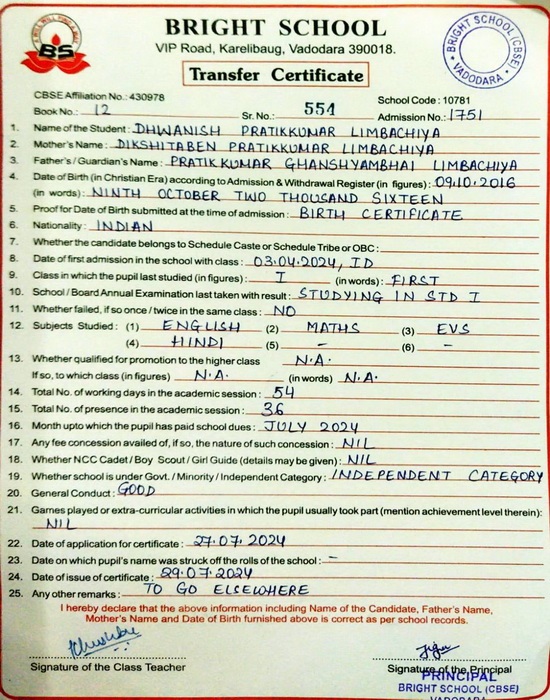 BRIGHT SCHOOL
VIP Road, Karelibaug, Vadodara 390018.
Transfer Certificate
BS
BRIGHT SCHOOL (CBSE)
VADODARA
CBSE Affiliation No.: 430978
School Code : 10781
Book No.: 12 Sr. No.: 554 Admission No.: 1751
1. Name of the Student : DHWANISH PRATIKKUMAR LIMBACHIYA
2. Mother's Name : DIKSHITABEN PRATIKKUMAR LIMBACHIYA
3. Father's / Guardian's Name : PRATIKKUMAR GHANSHYAMBHAI LIMBACHIYA
4. Date of Birth (in Christian Era) according to Admission & Withdrawal Register (in figures) : 09.10.2016
(in words) : NINTH OCTOBER TWO THOUSAND SIXTEEN
5. Proof for Date of Birth submitted at the time of admission : BIRTH CERTIFICATE
6. Nationality : INDIAN
7. Whether the candidate belongs to Schedule Caste or Schedule Tribe or OBC :
8. Date of first admission in the school with class : 03.04.2024, ID
9. Class in which the pupil last studied (in figures) : I (in words) : FIRST
10. School / Board Annual Examination last taken with result : STUDYING IN STD I
11. Whether failed, if so once / twice in the same class : NO
12. Subjects Studied : (1) ENGLISH (2) MATHS (3) EVS
(4) HINDI (5) - (6) -
13. Whether qualified for promotion to the higher class N.A.
If so, to which class (in figures) N.A. (in words) N.A.
14. Total No. of working days in the academic session : 54
15. Total No. of presence in the academic session : 36
16. Month upto which the pupil has paid school dues : JULY 2024
17. Any fee concession availed of, if so, the nature of such concession : NIL
18. Whether NCC Cadet / Boy Scout / Girl Guide (details may be given) : NIL
19. Whether school is under Govt. / Minority / Independent Category : INDEPENDENT CATEGORY
20. General Conduct : GOOD
21. Games played or extra-curricular activities in which the pupil usually took part (mention achievement level therein) :
NIL
22. Date of application for certificate : 27.07.2024
23. Date on which pupil's name was struck off the rolls of the school : -
24. Date of issue of certificate : 29.07.2024
25. Any other remarks : TO GO ELSEWHERE
I hereby declare that the above information including Name of the Candidate, Father's Name,
Mother's Name and Date of Birth furnished above is correct as per school records.
Signature of the Class Teacher
Signature of the Principal
PRINCIPAL
BRIGHT SCHOOL (CBSE)
VADODARA